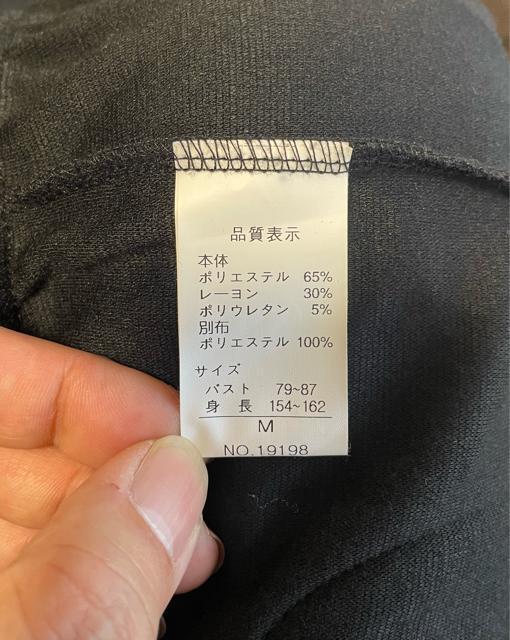 品質表示
本体
ポリエステル 65%
レーヨン 30%
ポリウレタン 5%
別布
ポリエステル 100%
サイズ
バスト 79~87
身 長 154~162
M
NO.19198